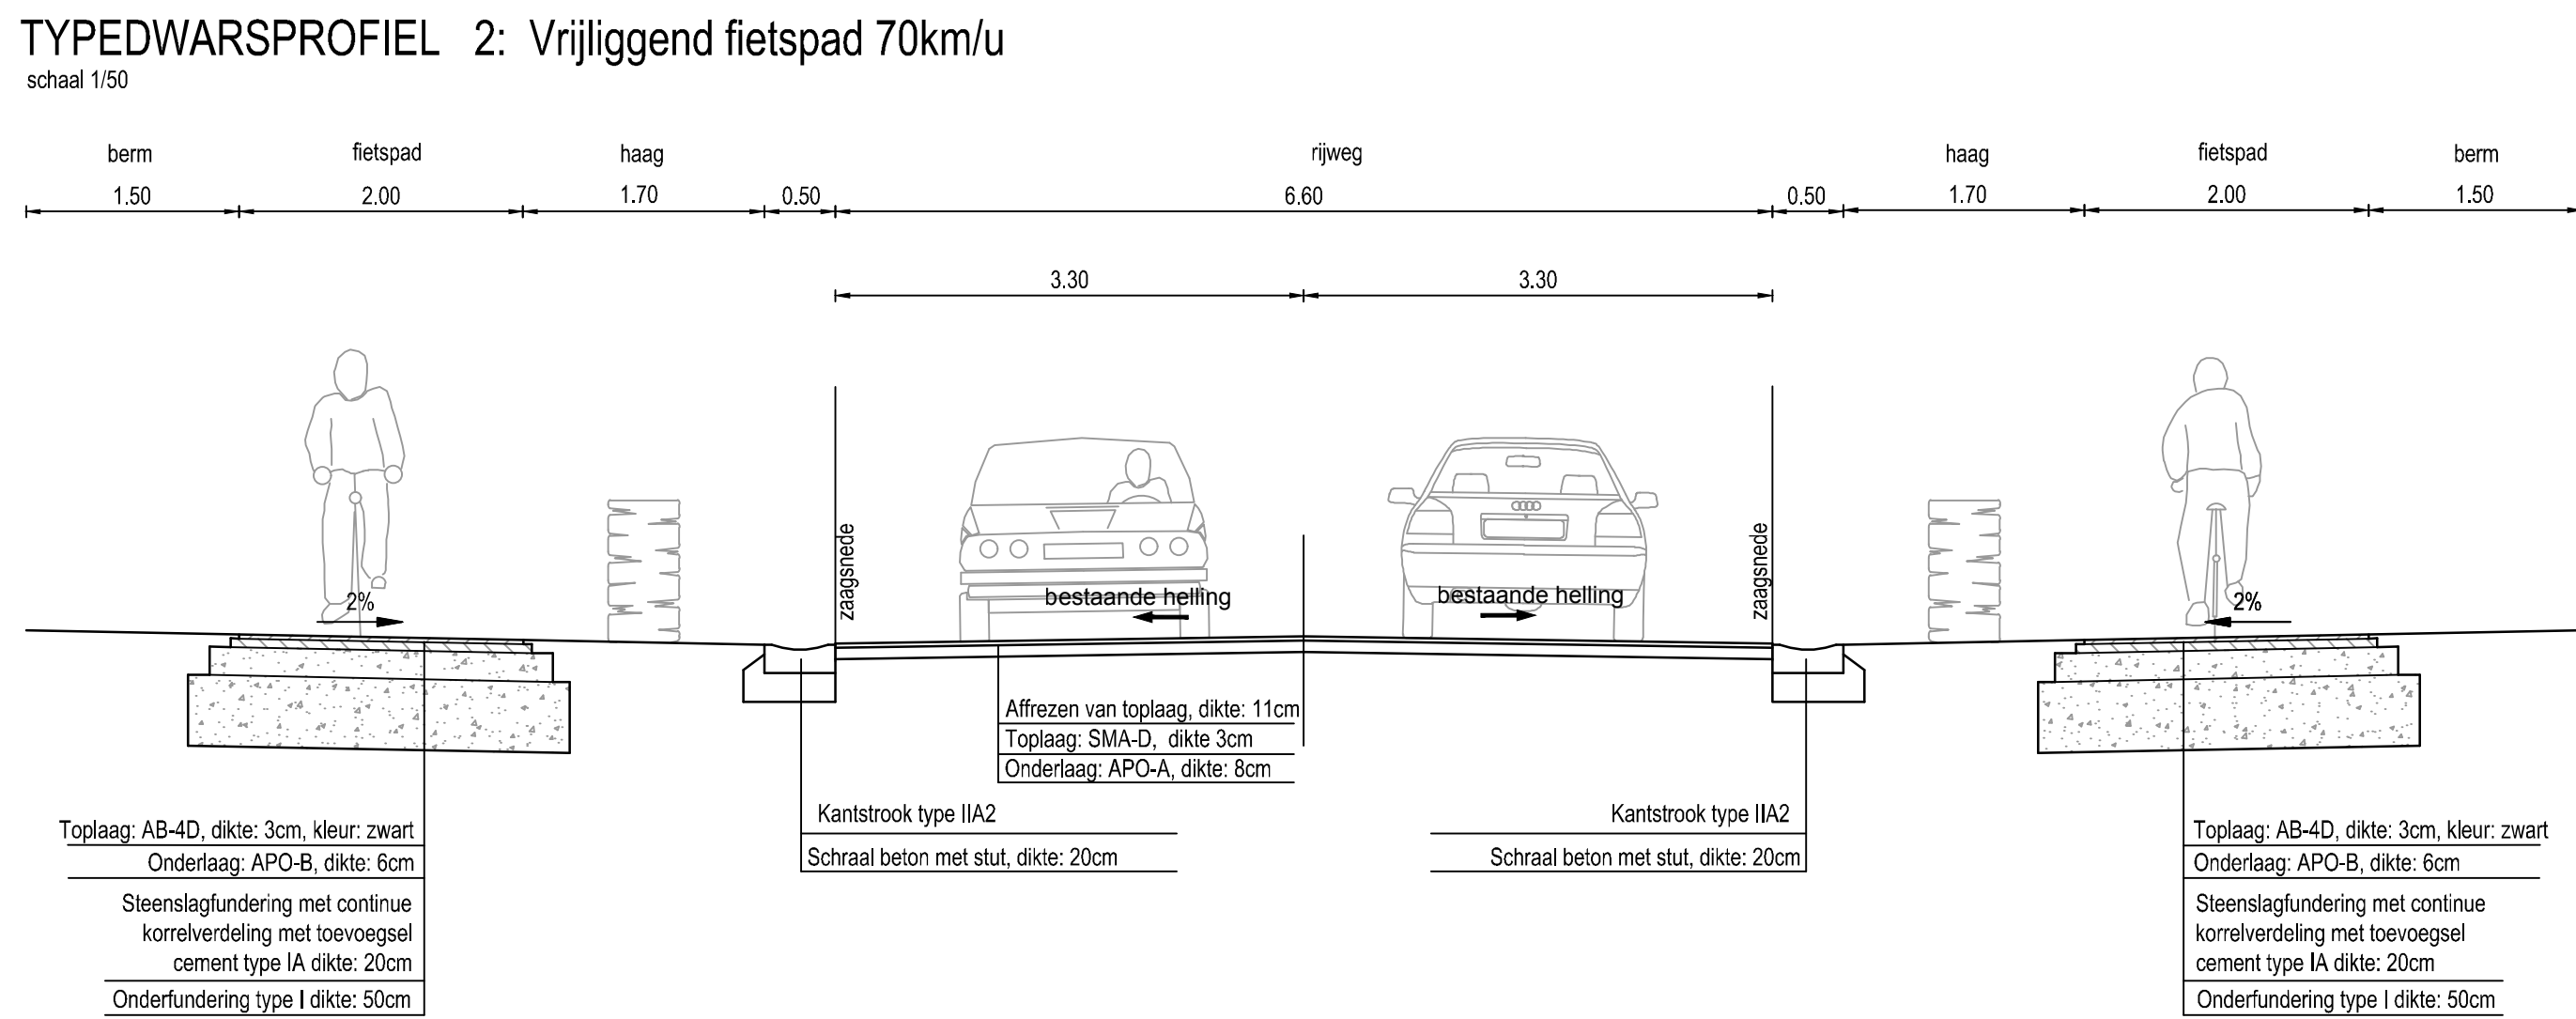 TYPEDWARSPROFIEL 2: Vrijliggend fietspad 70km/u
schaal 1/50
berm fietspad haag rijweg haag fietspad berm
1.50 2.00 1.70 0.50 6.60 0.50 1.70 2.00 1.50
3.30 3.30
zaagsnede zaagsnede
2% bestaande helling bestaande helling 2%
Affrezen van toplaag, dikte: 11cm
Toplaag: SMA-D, dikte 3cm
Onderlaag: APO-A, dikte: 8cm
Kantstrook type IIA2
Schraal beton met stut, dikte: 20cm
Kantstrook type IIA2
Schraal beton met stut, dikte: 20cm
Toplaag: AB-4D, dikte: 3cm, kleur: zwart
Onderlaag: APO-B, dikte: 6cm
Steenslagfundering met continue
korrelverdeling met toevoegsel
cement type IA dikte: 20cm
Onderfundering type I dikte: 50cm
Toplaag: AB-4D, dikte: 3cm, kleur: zwart
Onderlaag: APO-B, dikte: 6cm
Steenslagfundering met continue
korrelverdeling met toevoegsel
cement type IA dikte: 20cm
Onderfundering type I dikte: 50cm